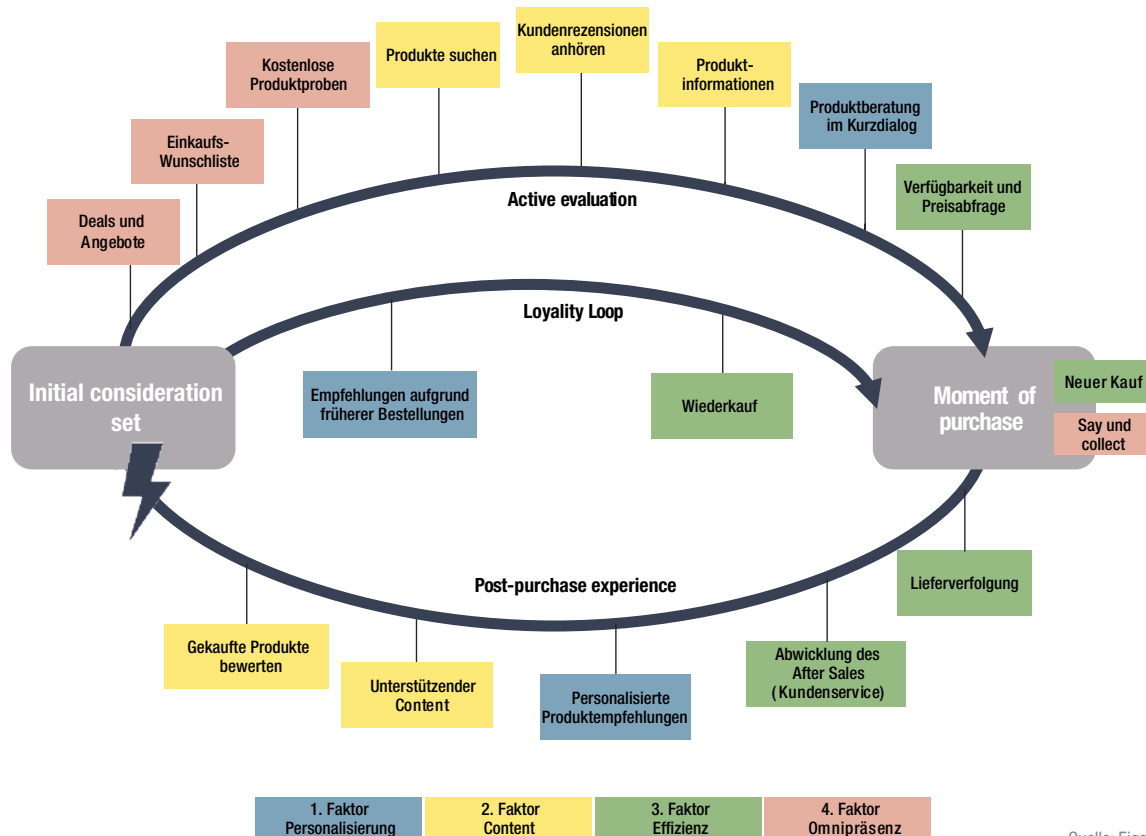 Kundenrezensionen
anhören
Produkte suchen
Kostenlose
Produktproben
Produkt-
informationen
Einkaufs-
Wunschliste
Produktberatung
im Kurzdialog
Deals und
Angebote
Verfügbarkeit und
Preisabfrage
Active evaluation
Loyality Loop
Initial consideration
set
Empfehlungen aufgrund
früherer Bestellungen
Wiederkauf
Moment of
purchase
Neuer Kauf
Say und
collect
Post-purchase experience
Lieferverfolgung
Gekaufte Produkte
bewerten
Unterstützender
Content
Personalisierte
Produktempfehlungen
Abwicklung des
After Sales
(Kundenservice)
1. Faktor
Personalisierung
2. Faktor
Content
3. Faktor
Effizienz
4. Faktor
Omnipräsenz